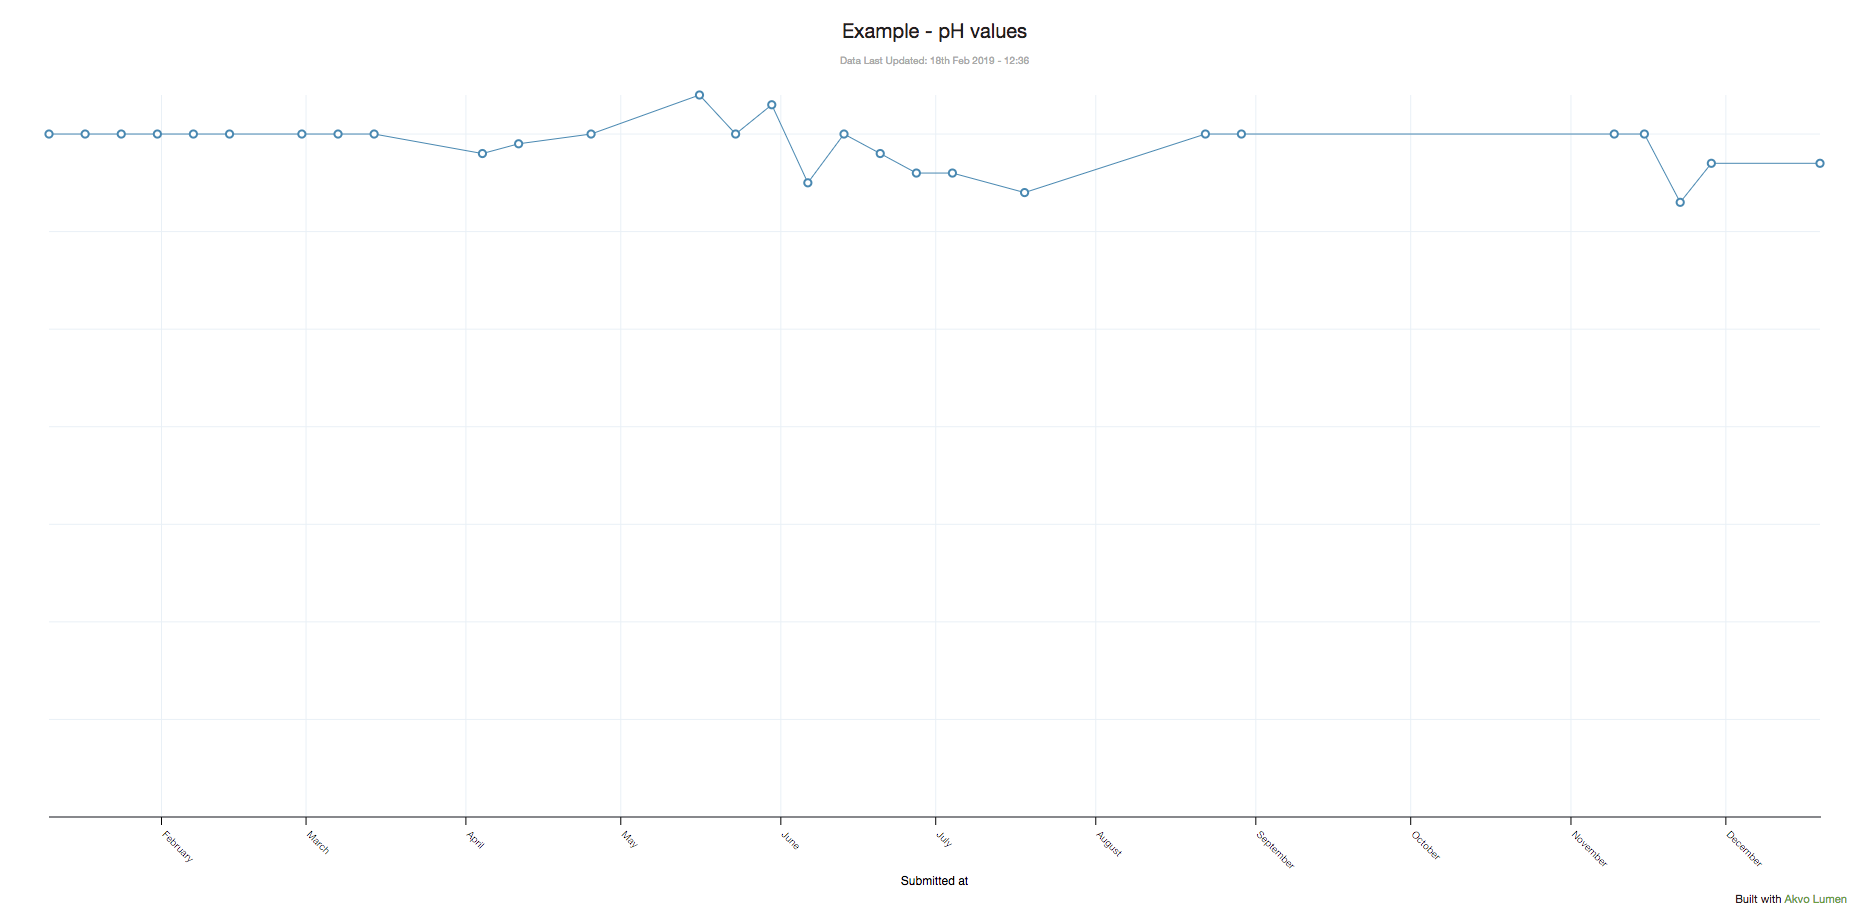 Example - pH values
Data Last Updated: 18th Feb 2019 - 12:36
February
March
April
May
June
July
August
September
October
November
December
Submitted at
Built with Akvo Lumen